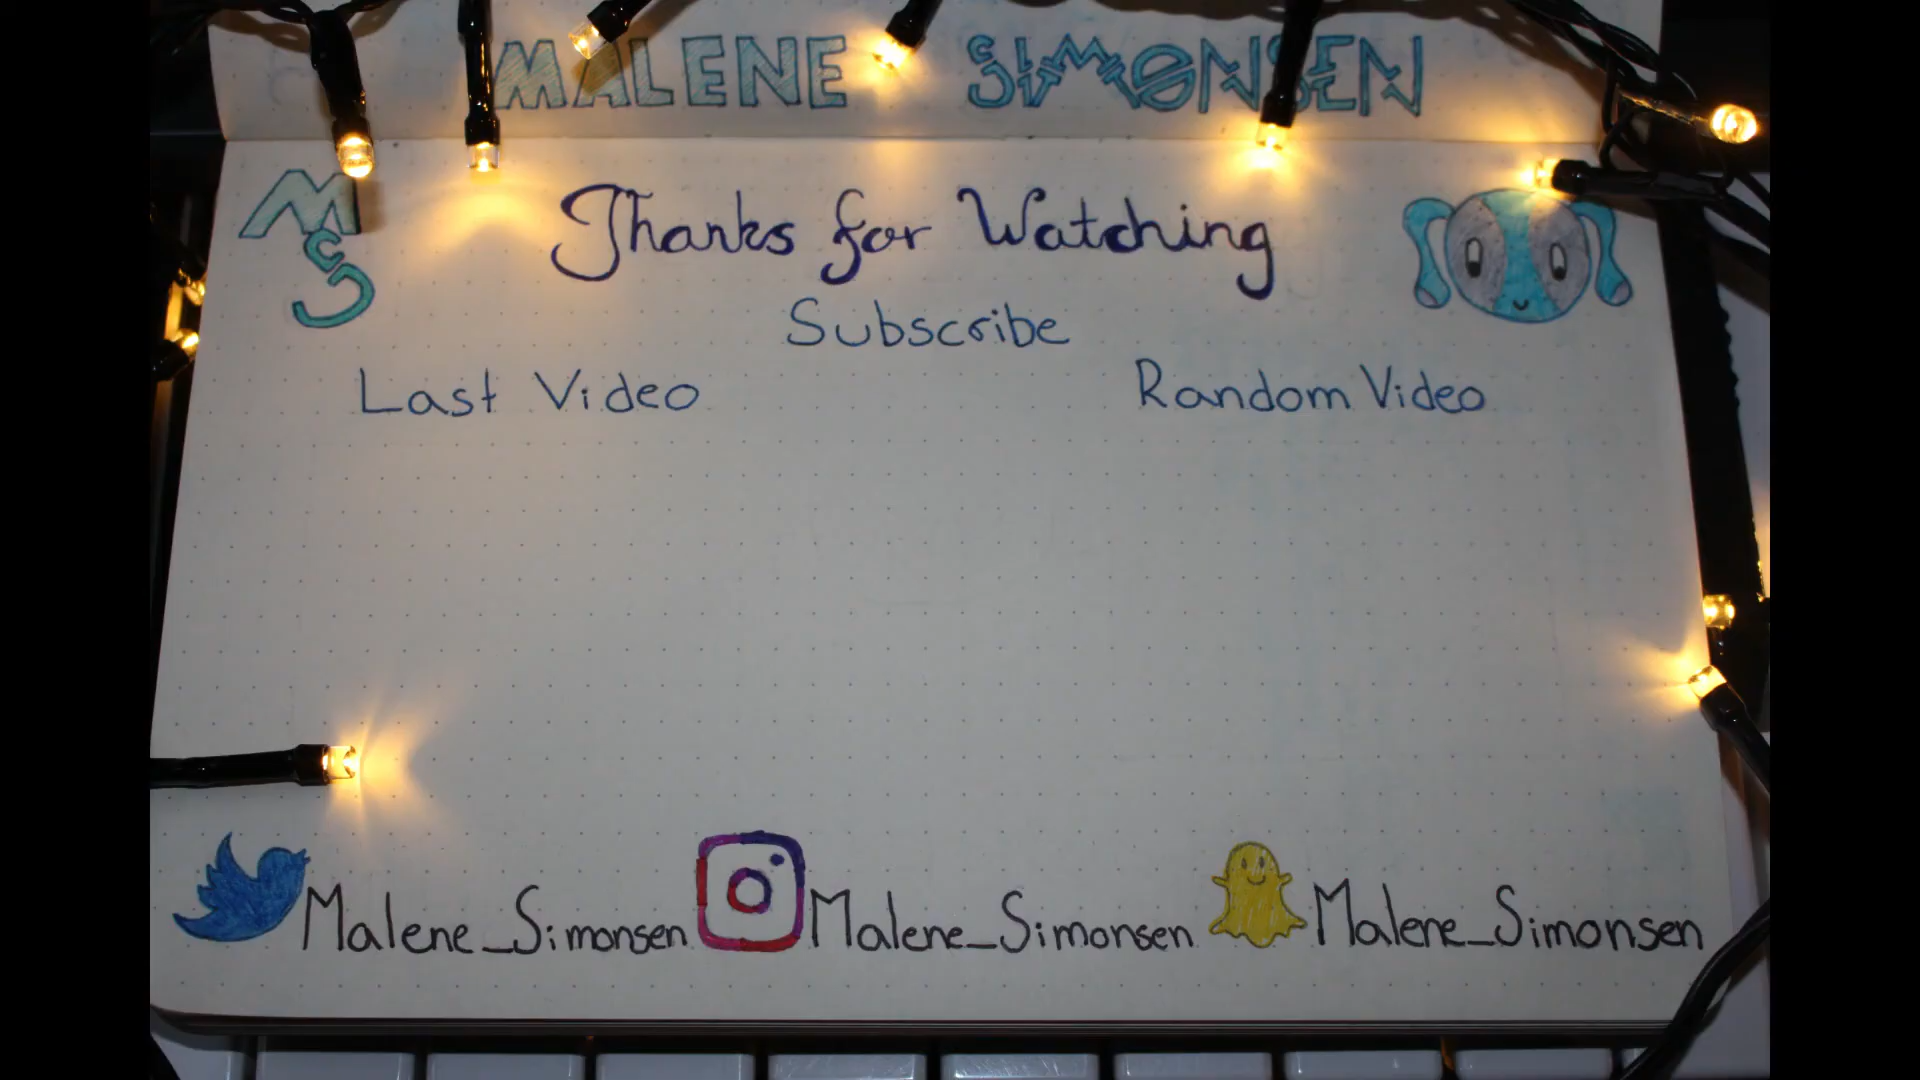 MALENE SIMONSEN
MS
Thanks for Watching
Subscribe
Last Video Random Video
Malene_Simonsen Malene_Simonsen Malene_Simonsen